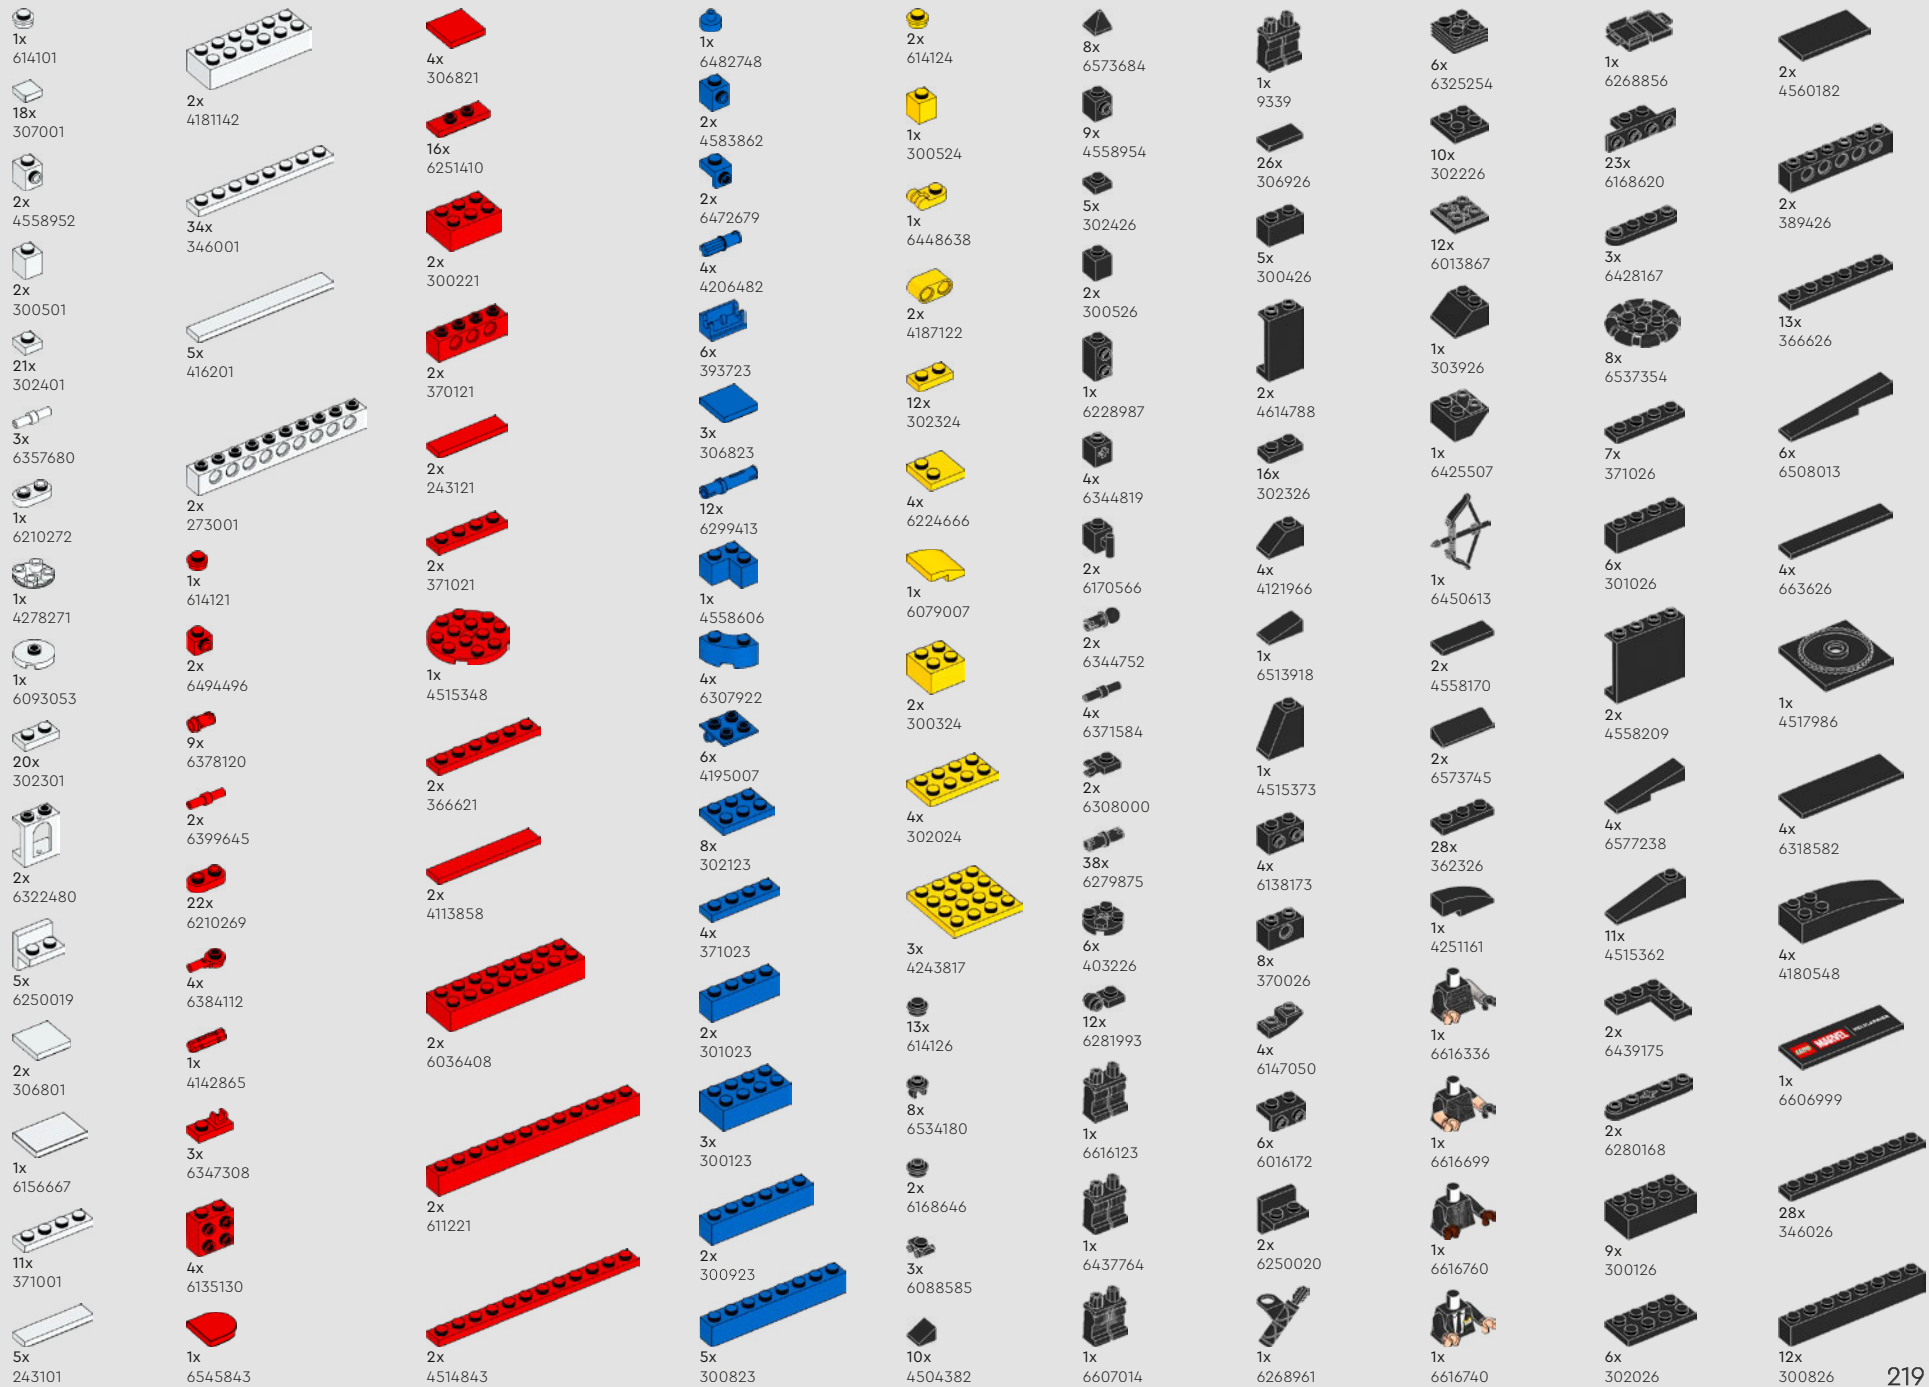 1x
614101
18x
307001
2x
4558952
2x
300501
21x
302401
3x
6357680
1x
6210272
1x
4278271
1x
6093053
20x
302301
2x
6322480
5x
6250019
2x
306801
1x
6156667
11x
371001
5x
243101
2x
4181142
34x
346001
5x
416201
2x
273001
1x
614121
2x
6494496
9x
6378120
2x
6399645
22x
6210269
4x
6384112
1x
4142865
3x
6347308
4x
6135130
1x
6545843
4x
306821
16x
6251410
2x
300221
2x
370121
2x
243121
2x
371021
1x
4515348
2x
366621
2x
4113858
2x
6036408
2x
611221
2x
4514843
1x
6482748
2x
4583862
2x
6472679
4x
4206482
6x
393723
3x
306823
12x
6299413
1x
4558606
4x
6307922
6x
4195007
8x
302123
4x
371023
2x
301023
3x
300123
2x
300923
5x
300823
2x
614124
1x
300524
1x
6448638
2x
4187122
12x
302324
4x
6224666
1x
6079007
2x
300324
4x
302024
3x
4243817
13x
614126
8x
6534180
2x
6168646
3x
6088585
10x
4504382
8x
6573684
9x
4558954
5x
302426
2x
300526
1x
6228987
4x
6344819
2x
6170566
2x
6344752
4x
6371584
2x
6308000
38x
6279875
6x
403226
12x
6281993
1x
6616123
1x
6437764
1x
6607014
1x
9339
26x
306926
5x
300426
2x
4614788
16x
302326
4x
4121966
1x
6513918
1x
4515373
4x
6138173
8x
370026
4x
6147050
6x
6016172
2x
6250020
1x
6268961
6x
6325254
10x
302226
12x
6013867
1x
303926
1x
6425507
1x
6450613
2x
4558170
2x
6573745
28x
362326
1x
4251161
1x
6616336
1x
6616699
1x
6616760
1x
6616740
1x
6268856
23x
6168620
3x
6428167
8x
6537354
7x
371026
6x
301026
2x
4558209
4x
6577238
11x
4515362
2x
6439175
2x
6280168
9x
300126
6x
302026
2x
4560182
2x
389426
13x
366626
6x
6508013
4x
663626
1x
4517986
4x
6318582
4x
4180548
LEGO MARVEL HELICARRIER
1x
6606999
28x
346026
12x
300826
219